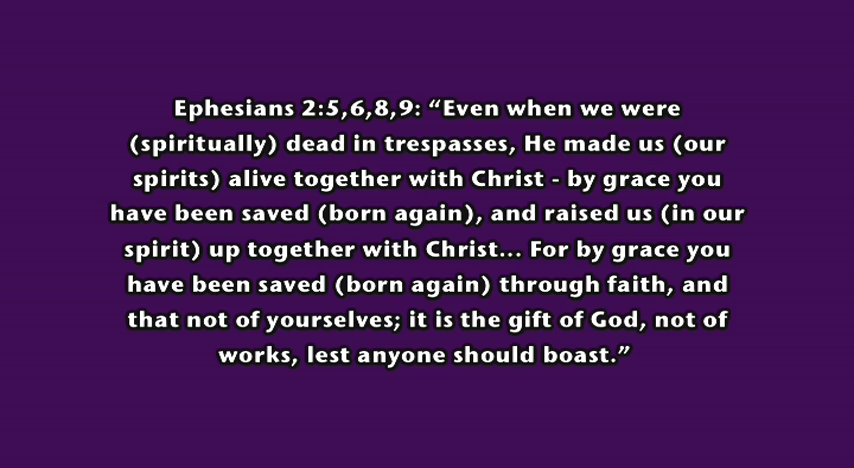 Ephesians 2:5,6,8,9: “Even when we were
(spiritually) dead in trespasses, He made us (our
spirits) alive together with Christ - by grace you
have been saved (born again), and raised us (in our
spirit) up together with Christ... For by grace you
have been saved (born again) through faith, and
that not of yourselves; it is the gift of God, not of
works, lest anyone should boast.”